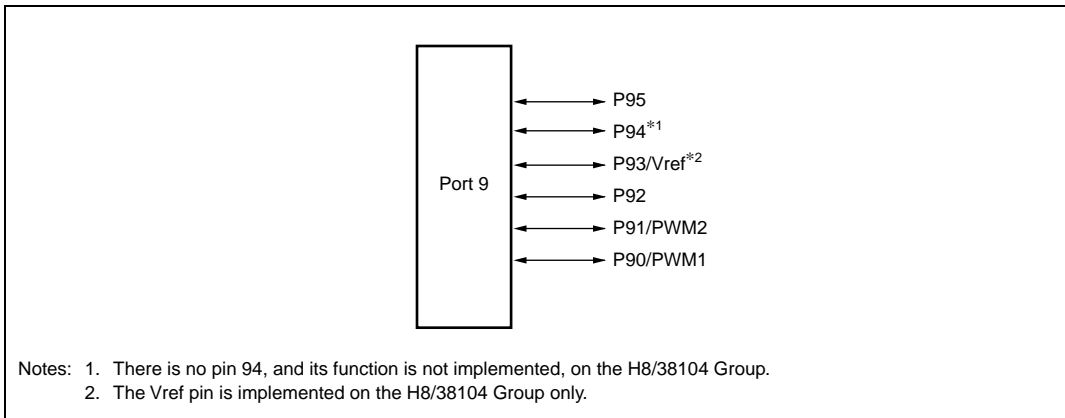 Port 9
P95
P94*1
P93/Vref*2
P92
P91/PWM2
P90/PWM1
Notes: 1. There is no pin 94, and its function is not implemented, on the H8/38104 Group.
2. The Vref pin is implemented on the H8/38104 Group only.